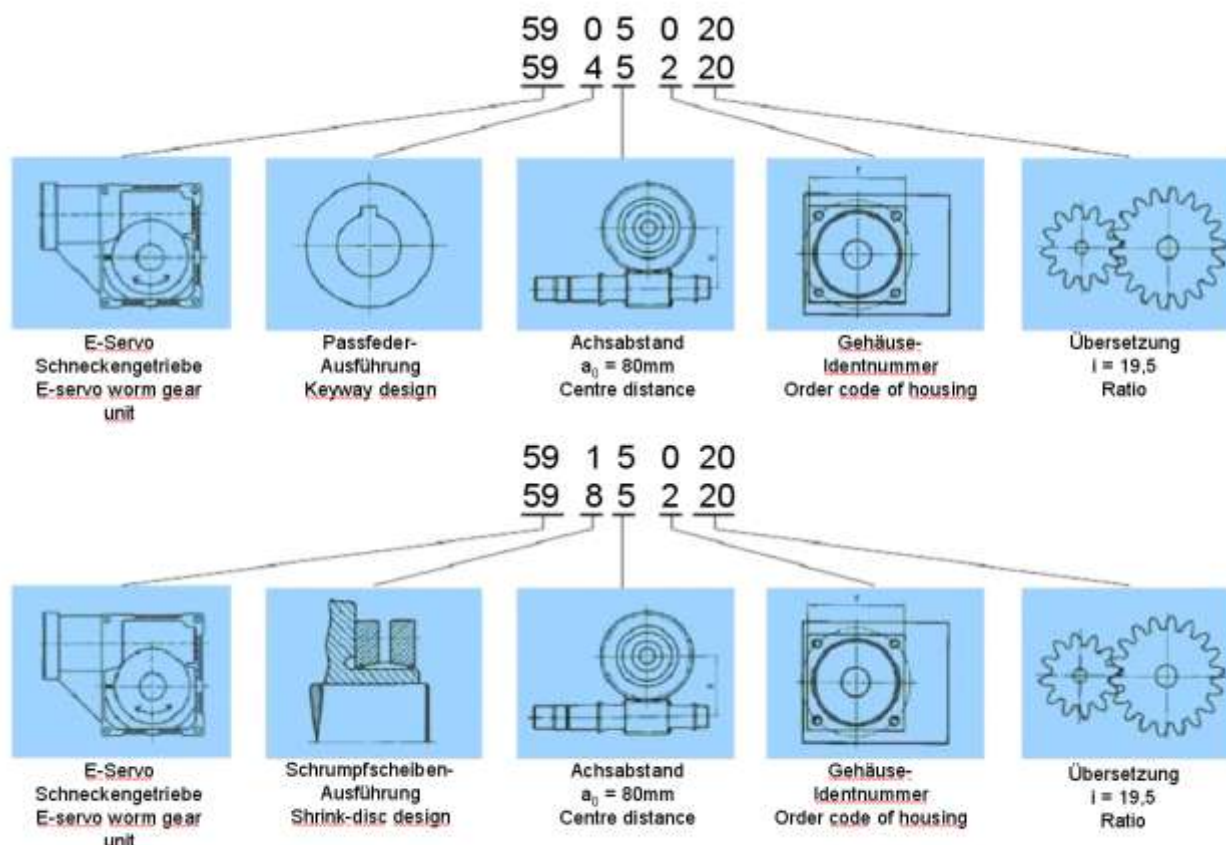 59 0 5 0 20
59 4 5 2 20
E-Servo
Schneckengetriebe
E-servo worm gear
unit
Passfeder-
Ausführung
Keyway design
Achsabstand
a₀ = 80mm
Centre distance
Gehäuse-
Identnummer
Order code of housing
Übersetzung
i = 19,5
Ratio
59 1 5 0 20
59 8 5 2 20
E-Servo
Schneckengetriebe
E-servo worm gear
unit
Schrumpfscheiben-
Ausführung
Shrink-disc design
Achsabstand
a₀ = 80mm
Centre distance
Gehäuse-
Identnummer
Order code of housing
Übersetzung
i = 19,5
Ratio